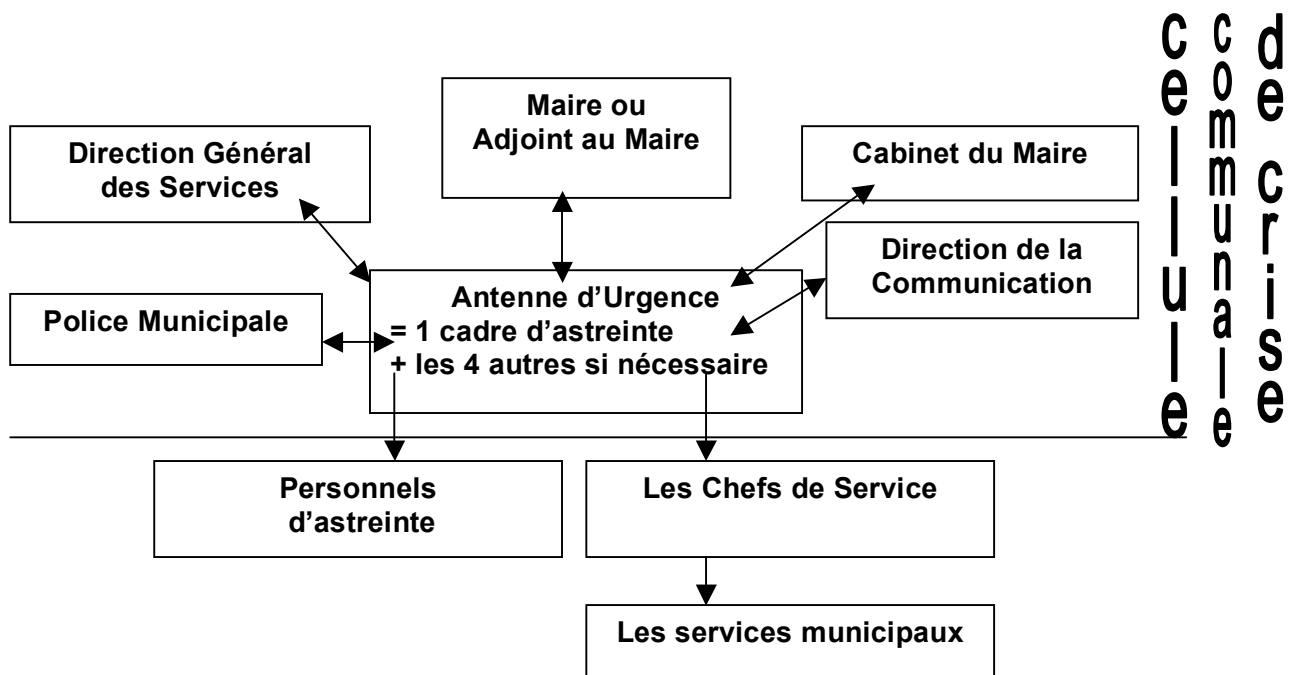 Maire ou
Adjoint au Maire
Direction Général
des Services
Cabinet du Maire
Direction de la
Communication
Police Municipale
Antenne d’Urgence
= 1 cadre d’astreinte
+ les 4 autres si nécessaire
Personnels
d’astreinte
Les Chefs de Service
Les services municipaux
Cellule
communale
de crise